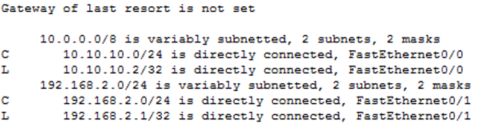 Gateway of last resort is not set
10.0.0.0/8 is variably subnetted, 2 subnets, 2 masks
C 10.10.10.0/24 is directly connected, FastEthernet0/0
L 10.10.10.2/32 is directly connected, FastEthernet0/0
192.168.2.0/24 is variably subnetted, 2 subnets, 2 masks
C 192.168.2.0/24 is directly connected, FastEthernet0/1
L 192.168.2.1/32 is directly connected, FastEthernet0/1